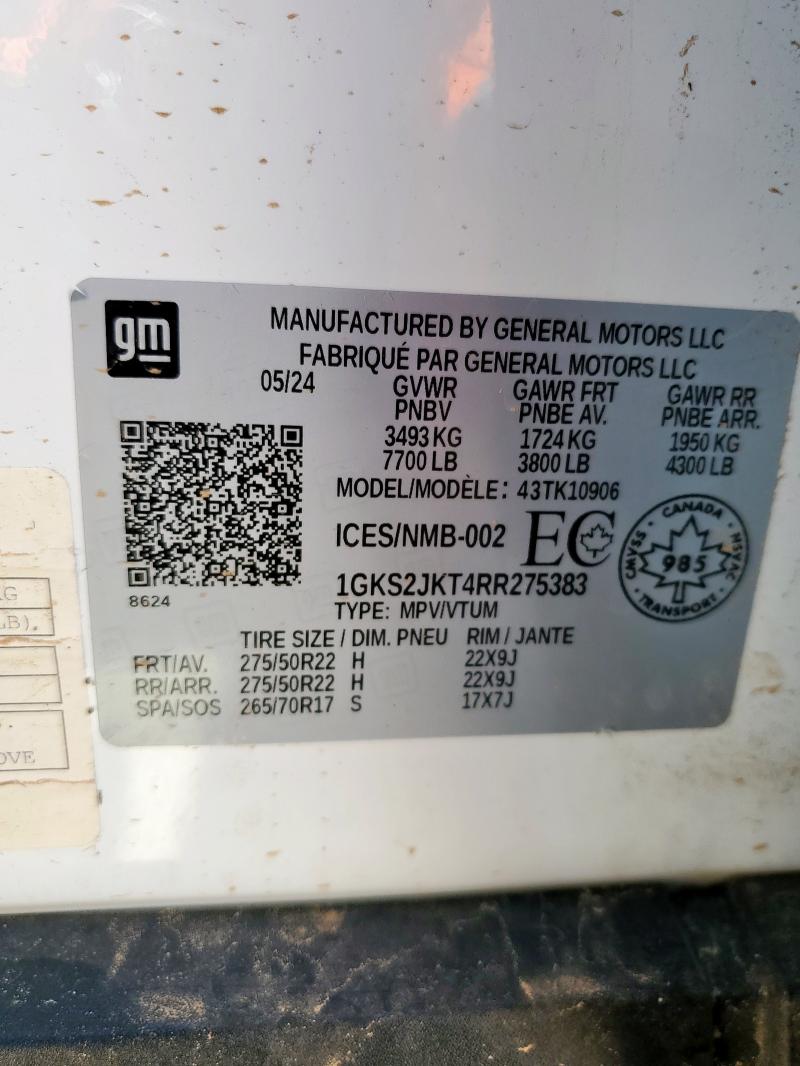 gm
MANUFACTURED BY GENERAL MOTORS LLC
FABRIQUÉ PAR GENERAL MOTORS LLC
05/24 GVWR GAWR FRT GAWR RR
PNBV PNBE AV. PNBE ARR.
3493 KG 1724 KG 1950 KG
7700 LB 3800 LB 4300 LB
MODEL/MODÈLE: 43TK10906
ICES/NMB-002 EC
CANADA
CMVSS 985 NSVAC
TRANSPORT
8624
1GKS2JKT4RR275383
TYPE: MPV/VTUM
TIRE SIZE / DIM. PNEU RIM / JANTE
FRT/AV. 275/50R22 H 22X9J
RR/ARR. 275/50R22 H 22X9J
SPA/SOS 265/70R17 S 17X7J
LB).